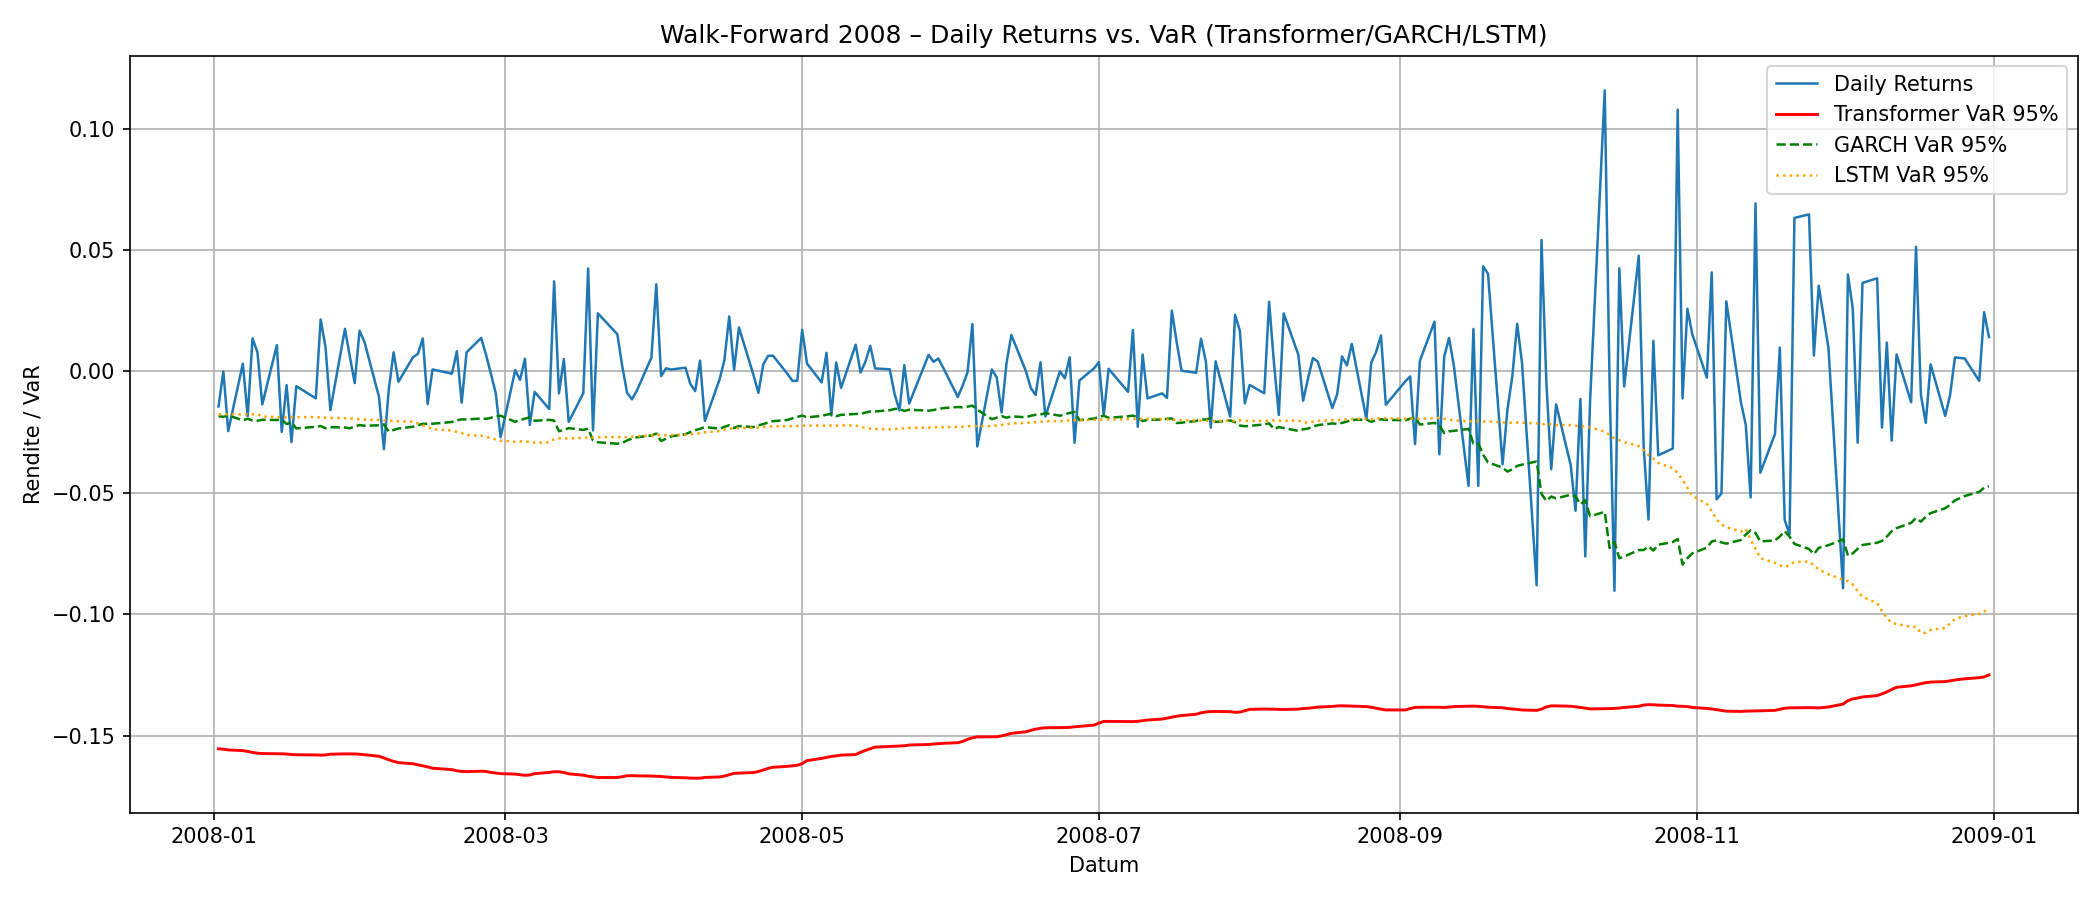 Walk-Forward 2008 – Daily Returns vs. VaR (Transformer/GARCH/LSTM)
Daily Returns
Transformer VaR 95%
GARCH VaR 95%
LSTM VaR 95%
Rendite / VaR
0.10
0.05
0.00
−0.05
−0.10
−0.15
2008-01
2008-03
2008-05
2008-07
2008-09
2008-11
2009-01
Datum